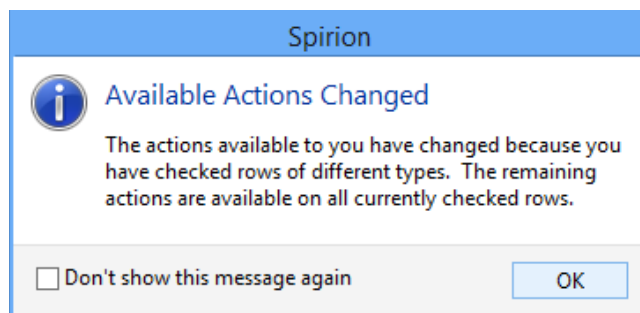 Spirion
Available Actions Changed
The actions available to you have changed because you
have checked rows of different types.  The remaining
actions are available on all currently checked rows.
Don't show this message again
OK